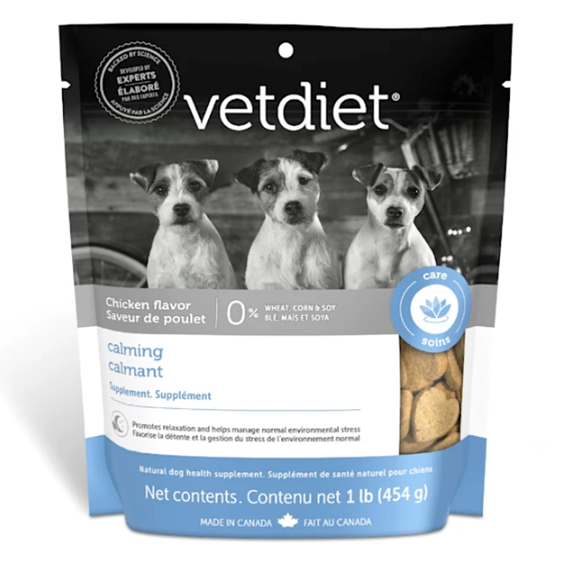 BACKED BY SCIENCE
DEVELOPED BY
EXPERTS
ÉLABORÉ
PAR DES EXPERTS
APPUYÉ PAR LA SCIENCE
vetdiet®
care
soins
Chicken flavor
Saveur de poulet
0%
WHEAT, CORN & SOY
BLÉ, MAÏS ET SOYA
calming
calmant
Supplement. Supplément
Promotes relaxation and helps manage normal environmental stress
Favorise la détente et la gestion du stress de l'environnement normal
Natural dog health supplement. Supplément de santé naturel pour chiens
Net contents. Contenu net 1 lb (454 g)
MADE IN CANADA FAIT AU CANADA